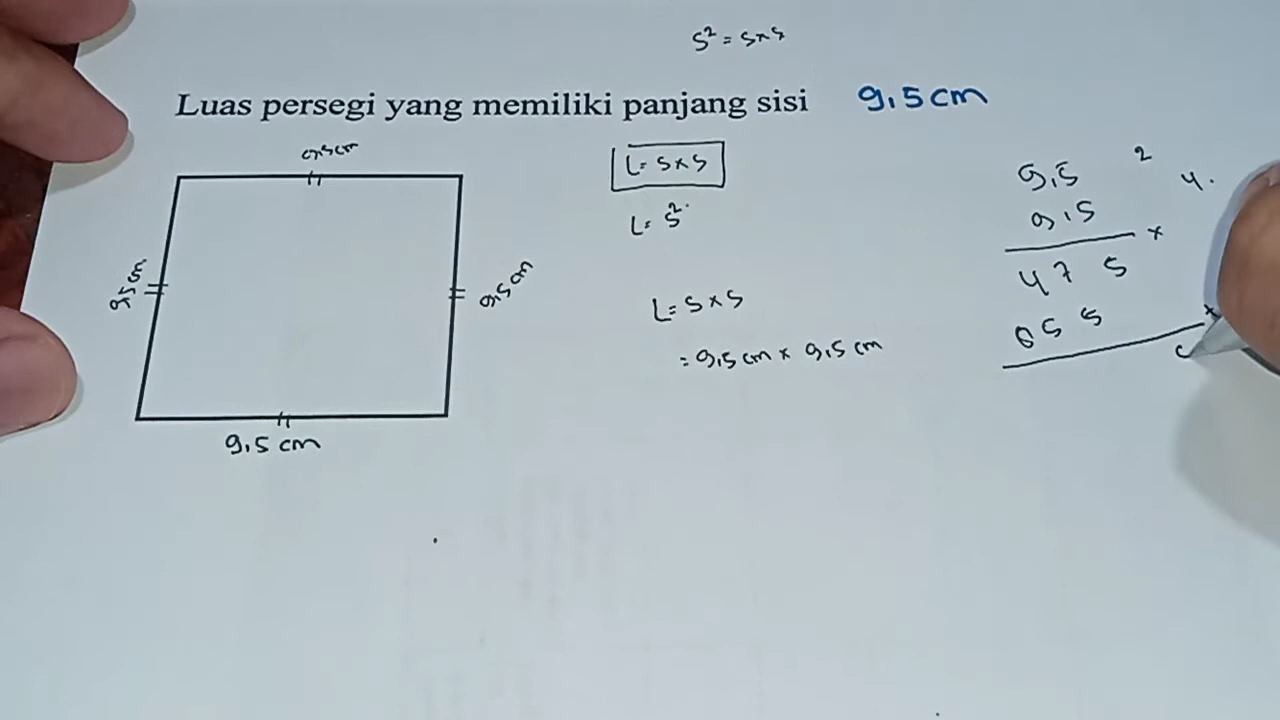 s² = s×s
Luas persegi yang memiliki panjang sisi 9,5 cm
9,5 cm
L = s×s
L = s²
9,5 cm
9,5 cm
L = s × s
= 9,5 cm × 9,5 cm
9,5 cm
9,5 2 4.
9,5 ×
4 7 5
8 5 5 +